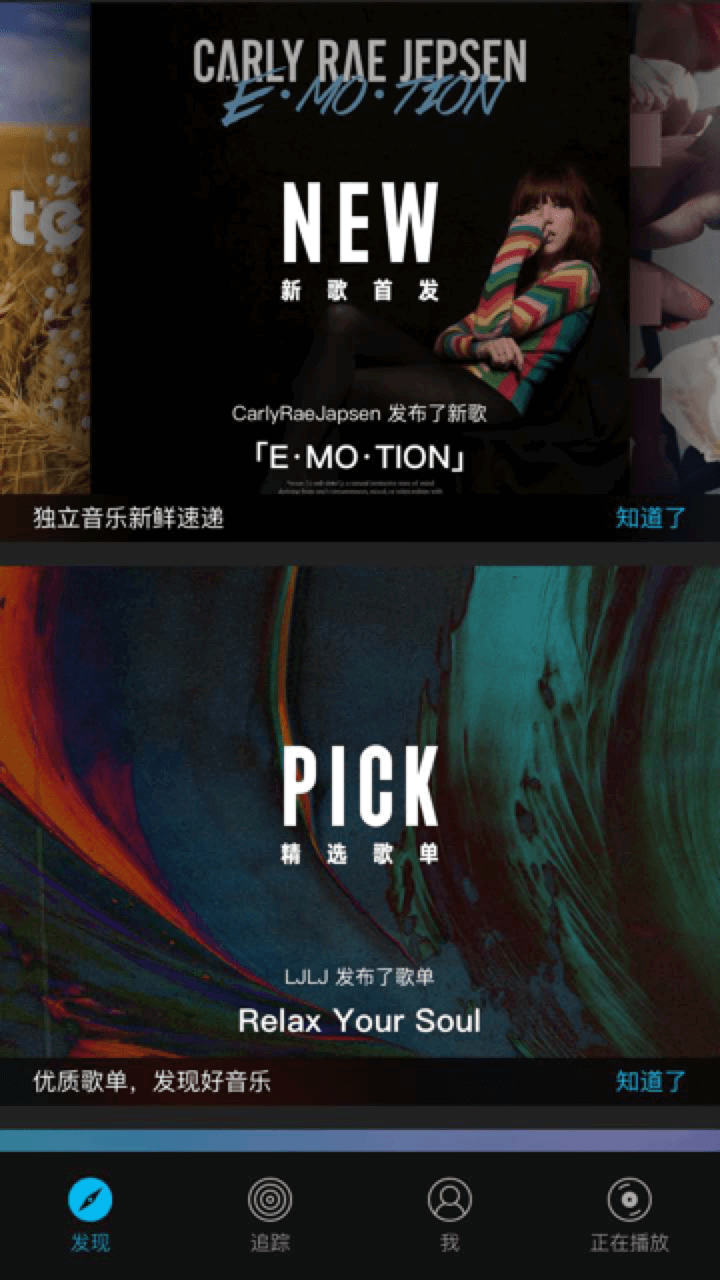 CARLY RAE JEPSEN
E·MO·TION
té
NEW
新歌首发
CarlyRaeJapsen 发布了新歌
「E·MO·TION」
独立音乐新鲜速递 知道了
PICK
精选歌单
LJLJ 发布了歌单
Relax Your Soul
优质歌单，发现好音乐 知道了
发现 追踪 我 正在播放